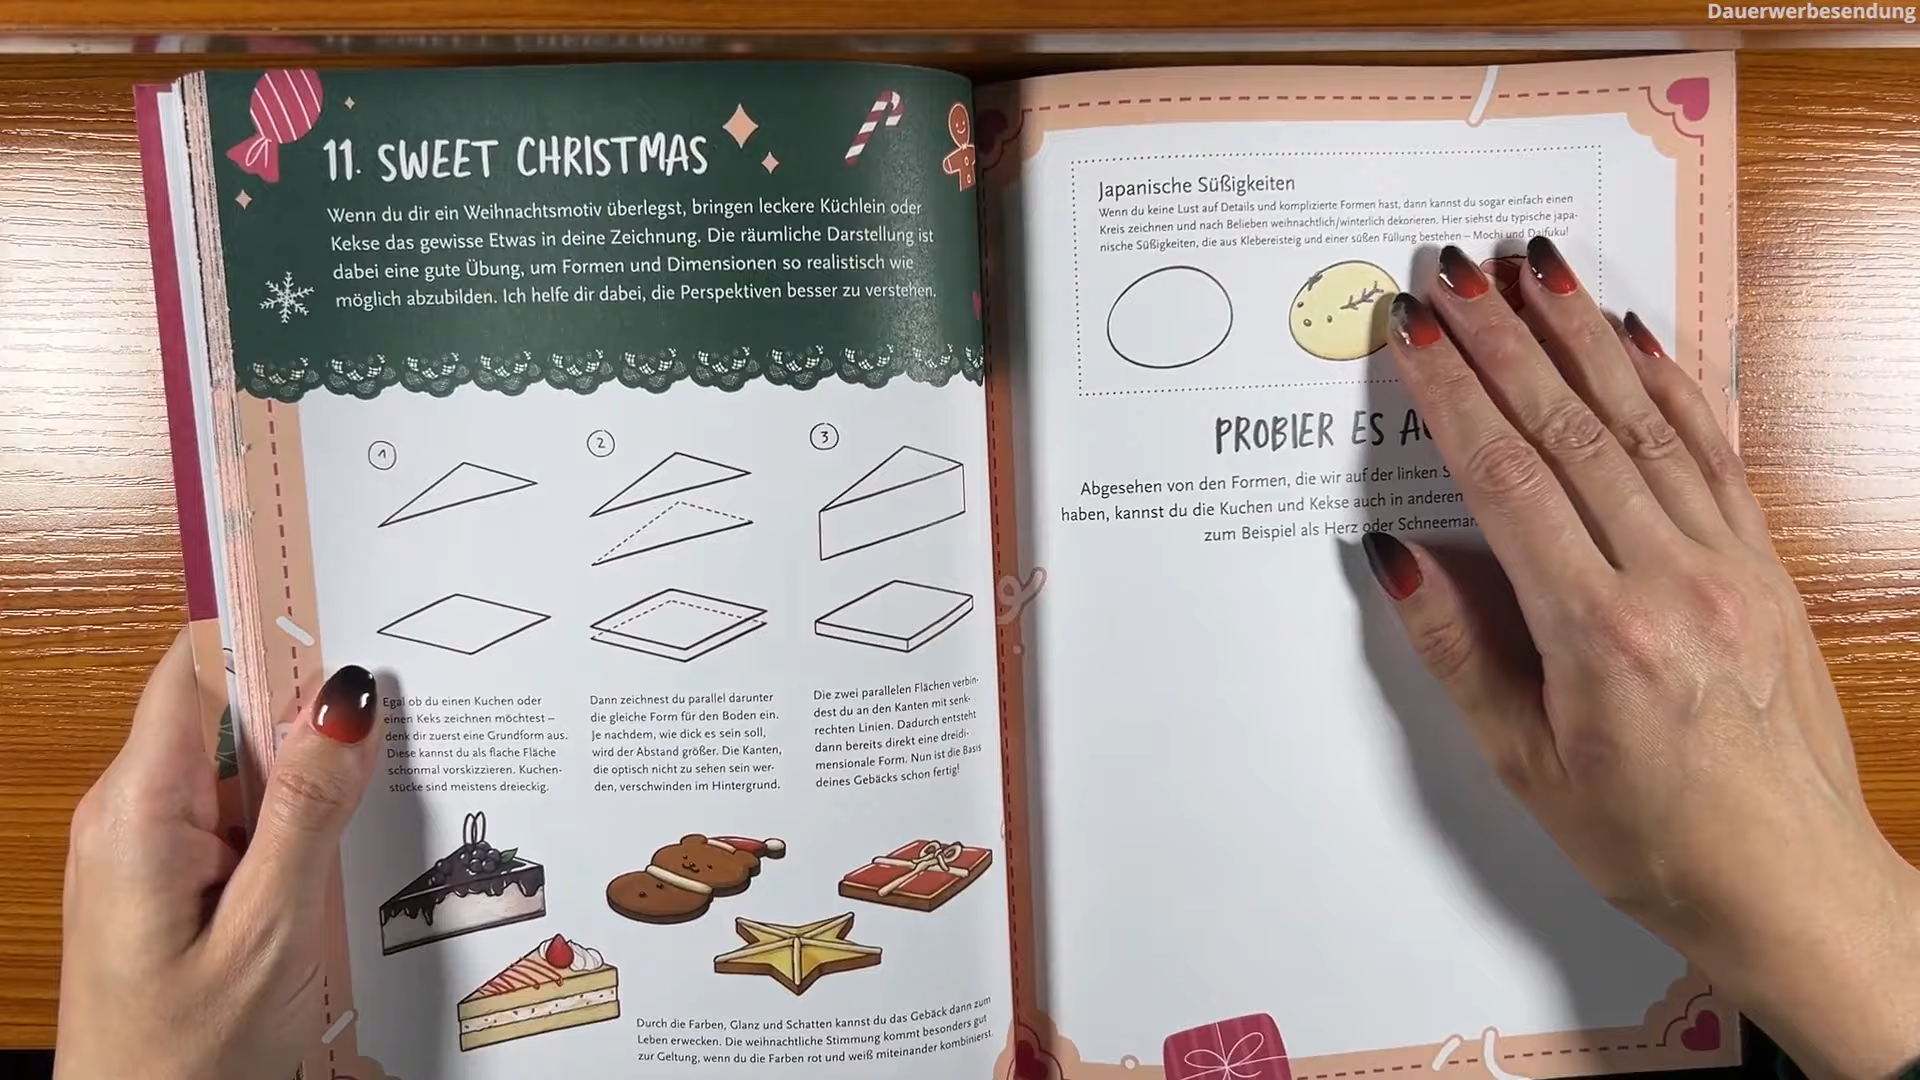 Dauerwerbesendung
11. SWEET CHRISTMAS
Wenn du dir ein Weihnachtsmotiv überlegst, bringen leckere Küchlein oder
Kekse das gewisse Etwas in deine Zeichnung. Die räumliche Darstellung ist
dabei eine gute Übung, um Formen und Dimensionen so realistisch wie
möglich abzubilden. Ich helfe dir dabei, die Perspektiven besser zu verstehen.
1
2
3
Egal ob du einen Kuchen oder
einen Keks zeichnen möchtest –
denk dir zuerst eine Grundform aus.
Diese kannst du als flache Fläche
schonmal vorskizzieren. Kuchen-
stücke sind meistens dreieckig.
Dann zeichnest du parallel darunter
die gleiche Form für den Boden ein.
Je nachdem, wie dick es sein soll,
wird der Abstand größer. Die Kanten,
die optisch nicht zu sehen sein wer-
den, verschwinden im Hintergrund.
Die zwei parallelen Flächen verbin-
dest du an den Kanten mit senk-
rechten Linien. Dadurch entsteht
dann bereits direkt eine dreidi-
mensionale Form. Nun ist die Basis
deines Gebäcks schon fertig!
Durch die Farben, Glanz und Schatten kannst du das Gebäck dann zum
Leben erwecken. Die weihnachtliche Stimmung kommt besonders gut
zur Geltung, wenn du die Farben rot und weiß miteinander kombinierst.
Japanische Süßigkeiten
Wenn du keine Lust auf Details und komplizierte Formen hast, dann kannst du sogar einfach einen
Kreis zeichnen und nach Belieben weihnachtlich/winterlich dekorieren. Hier siehst du typische japa-
nische Süßigkeiten, die aus Klebereisteig und einer süßen Füllung bestehen – Mochi und Daifuku!
PROBIER ES
Abgesehen von den Formen, die wir auf der linken
haben, kannst du die Kuchen und Kekse auch in anderen
zum Beispiel als Herz oder